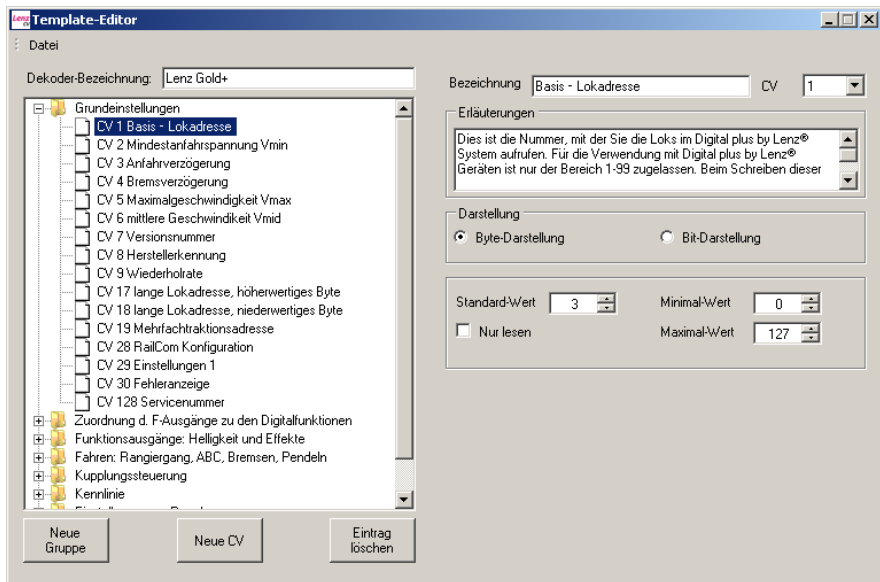 Lenz CV Template-Editor
Datei
Dekoder-Bezeichnung: Lenz Gold+
Grundeinstellungen
CV 1 Basis - Lokadresse
CV 2 Mindestanfahrspannung Vmin
CV 3 Anfahrverzögerung
CV 4 Bremsverzögerung
CV 5 Maximalgeschwindigkeit Vmax
CV 6 mittlere Geschwindikeit Vmid
CV 7 Versionsnummer
CV 8 Herstellerkennung
CV 9 Wiederholrate
CV 17 lange Lokadresse, höherwertiges Byte
CV 18 lange Lokadresse, niederwertiges Byte
CV 19 Mehrfachtraktionsadresse
CV 28 RailCom Konfiguration
CV 29 Einstellungen 1
CV 30 Fehleranzeige
CV 128 Servicenummer
Zuordnung d. F-Ausgänge zu den Digitalfunktionen
Funktionsausgänge: Helligkeit und Effekte
Fahren: Rangiergang, ABC, Bremsen, Pendeln
Kupplungssteuerung
Kennlinie
Neue Gruppe
Neue CV
Eintrag löschen
Bezeichnung Basis - Lokadresse CV 1
Erläuterungen
Dies ist die Nummer, mit der Sie die Loks im Digital plus by Lenz®
System aufrufen. Für die Verwendung mit Digital plus by Lenz®
Geräten ist nur der Bereich 1-99 zugelassen. Beim Schreiben dieser
Darstellung
Byte-Darstellung Bit-Darstellung
Standard-Wert 3 Minimal-Wert 0
Nur lesen Maximal-Wert 127